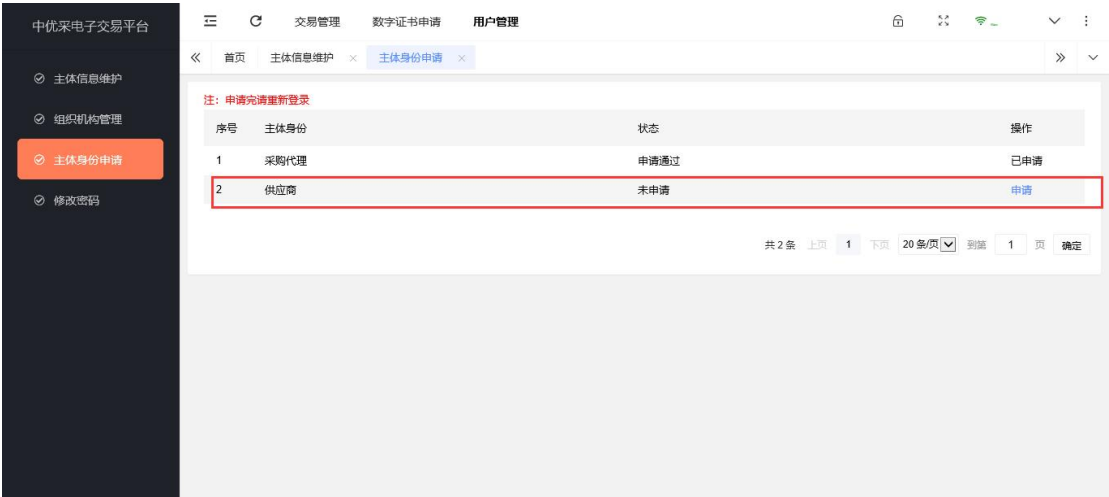 中优采电子交易平台
交易管理 数字证书申请 用户管理
首页 主体信息维护 主体身份申请
主体信息维护
组织机构管理
主体身份申请
修改密码
注：申请完请重新登录
序号 主体身份 状态 操作
1 采购代理 申请通过 已申请
2 供应商 未申请 申请
共2条 上页 1 下页 20条/页 到第 1 页 确定